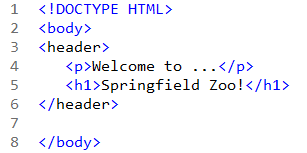 1 <!DOCTYPE HTML>
2 <body>
3 <header>
4     <p>Welcome to ...</p>
5     <h1>Springfield Zoo!</h1>
6 </header>
7
8 </body>